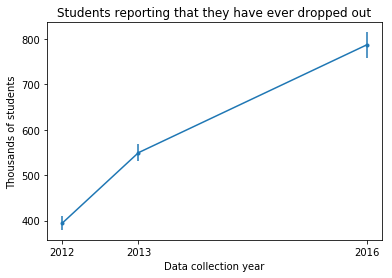 Students reporting that they have ever dropped out
Thousands of students
800
700
600
500
400
2012
2013
2016
Data collection year